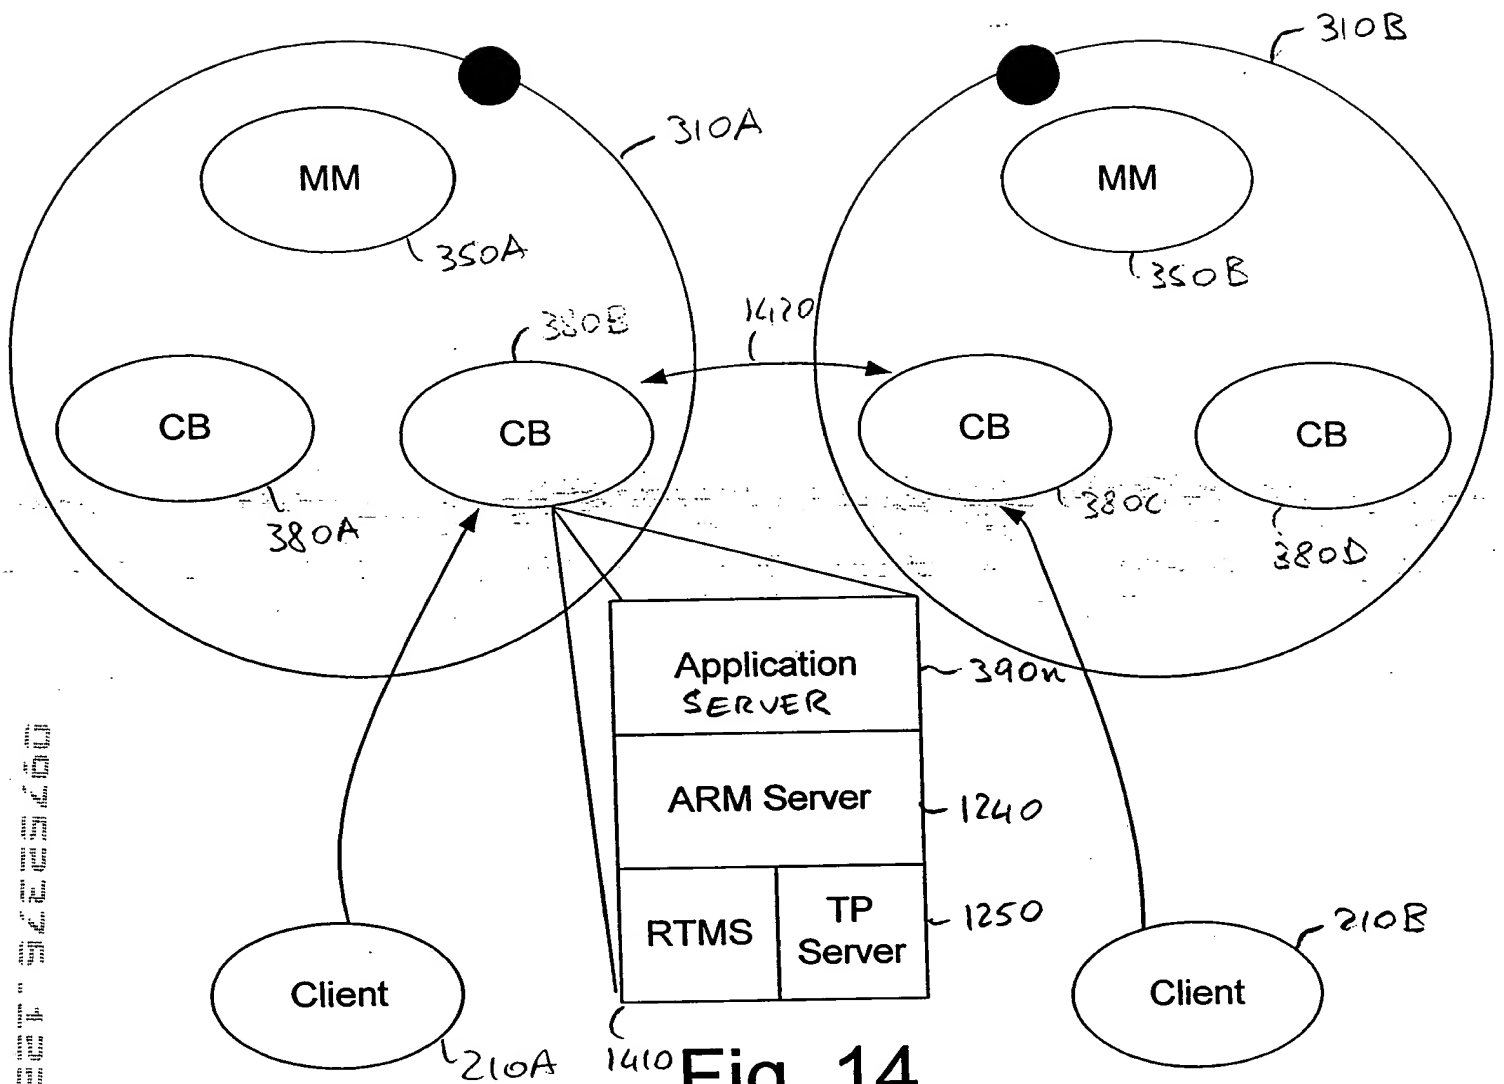 310B
310A
MM
MM
350A
350B
380B
1420
CB
CB
CB
CB
380A
380C
380D
Application
SERVER
390n
ARM Server
1240
RTMS
TP
Server
1250
210B
Client
Client
210A
1410
Fig. 14